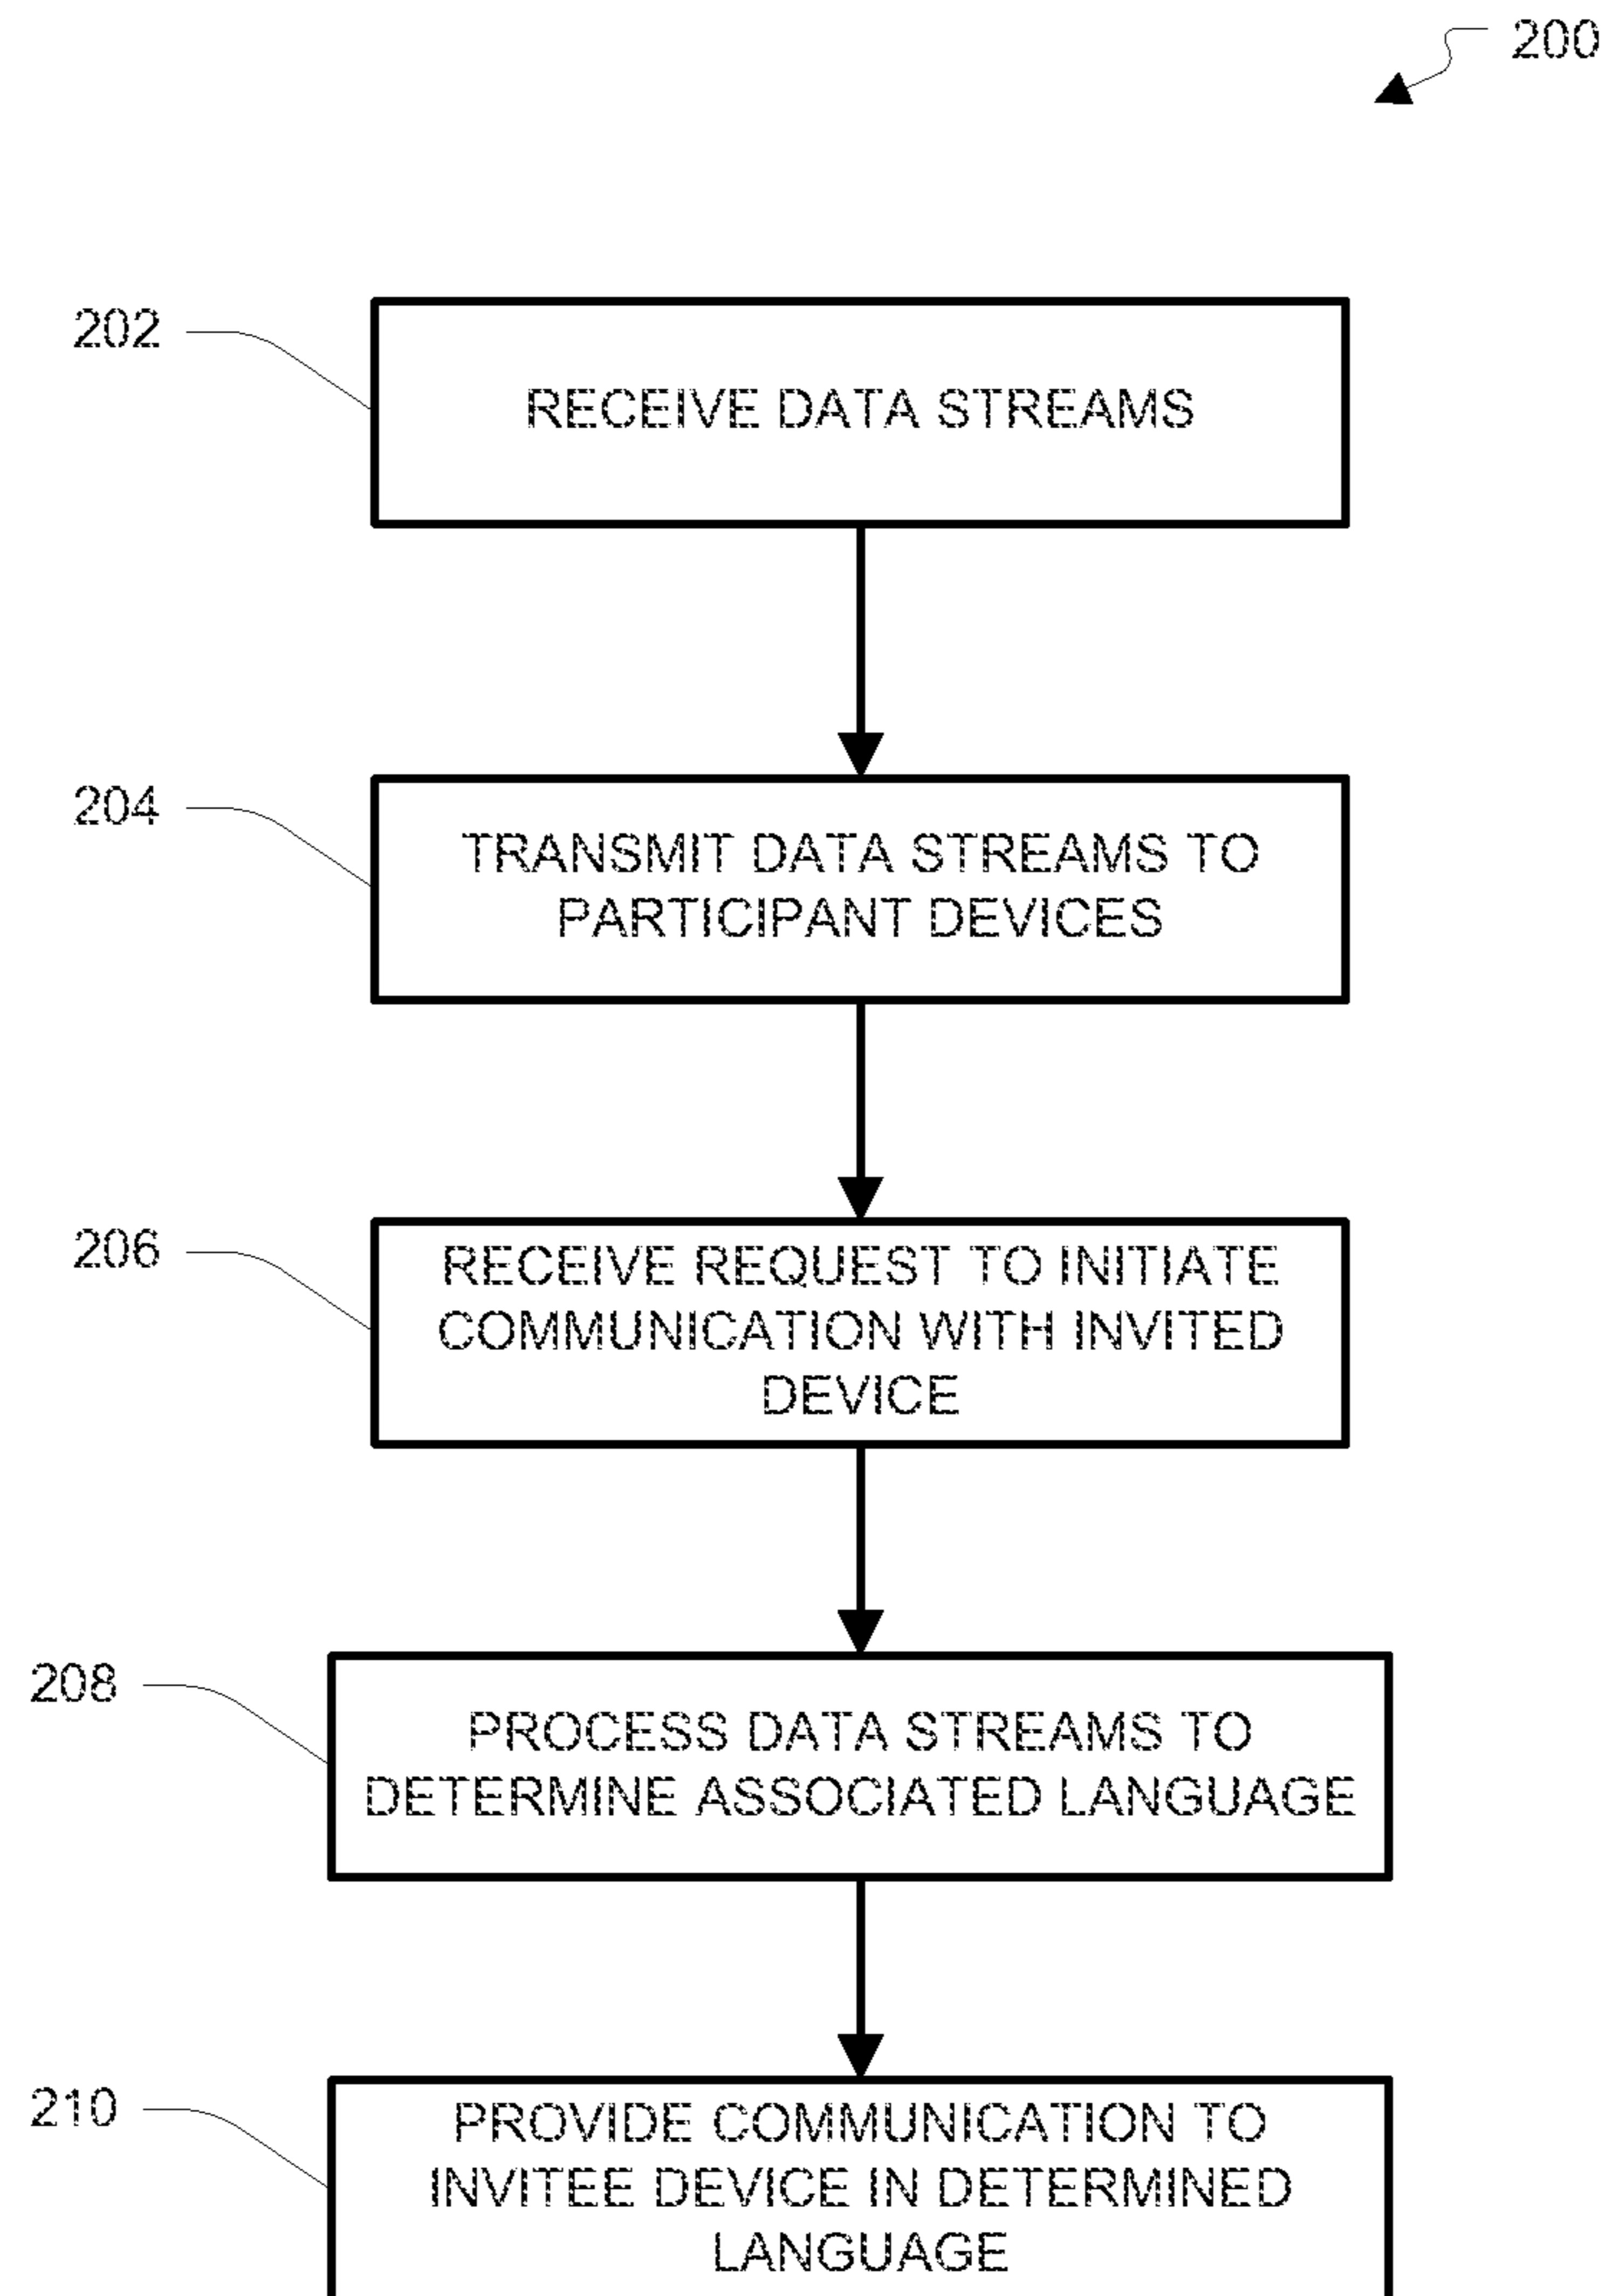 200
202
RECEIVE DATA STREAMS
204
TRANSMIT DATA STREAMS TO
PARTICIPANT DEVICES
206
RECEIVE REQUEST TO INITIATE
COMMUNICATION WITH INVITED
DEVICE
208
PROCESS DATA STREAMS TO
DETERMINE ASSOCIATED LANGUAGE
210
PROVIDE COMMUNICATION TO
INVITEE DEVICE IN DETERMINED
LANGUAGE